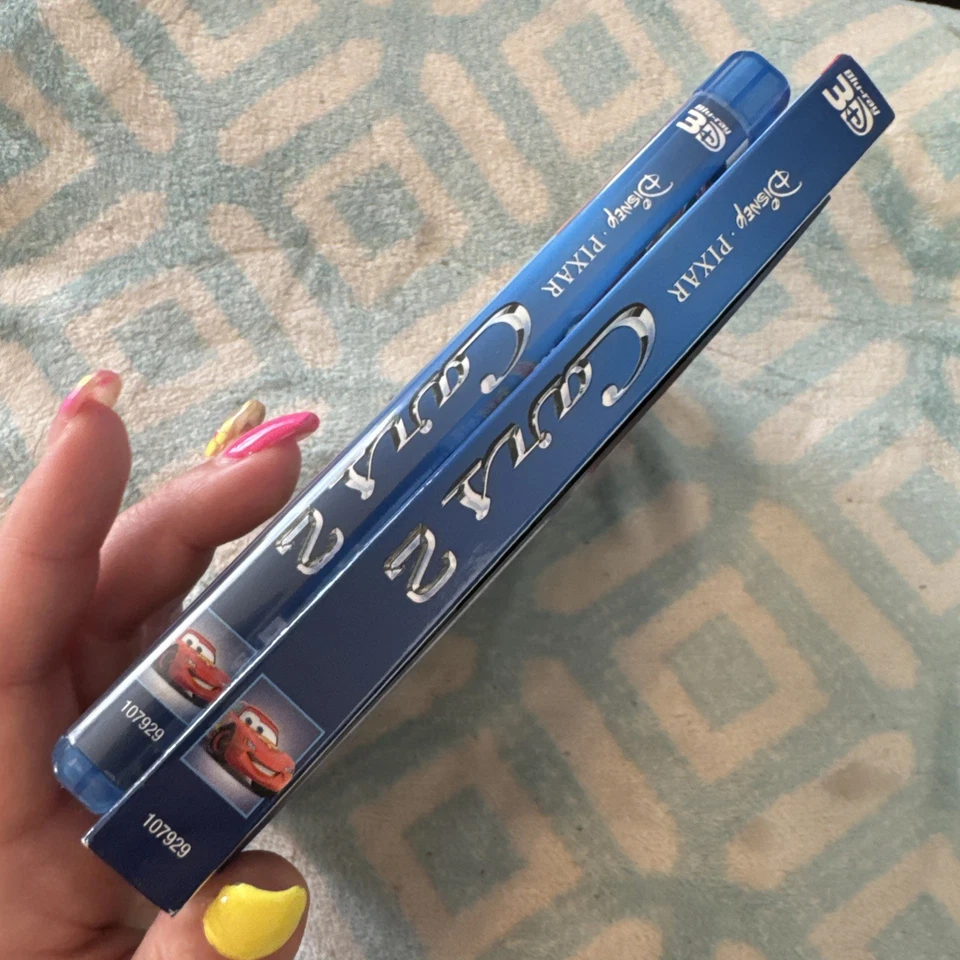 Blu-ray 3D
DISNEY · PIXAR
Cars 2
107929
Blu-ray 3D
DISNEY · PIXAR
Cars 2
107929